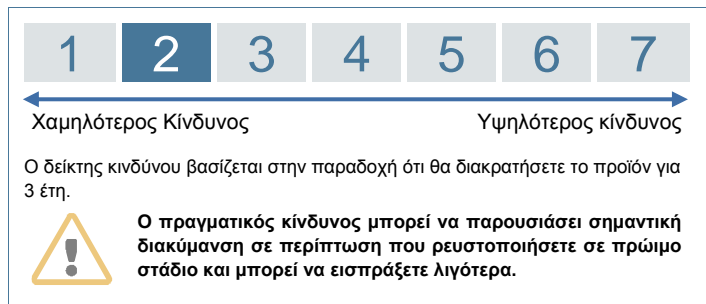 1 2 3 4 5 6 7
Χαμηλότερος Κίνδυνος Υψηλότερος κίνδυνος
Ο δείκτης κινδύνου βασίζεται στην παραδοχή ότι θα διακρατήσετε το προϊόν για
3 έτη.
Ο πραγματικός κίνδυνος μπορεί να παρουσιάσει σημαντική
διακύμανση σε περίπτωση που ρευστοποιήσετε σε πρώιμο
στάδιο και μπορεί να εισπράξετε λιγότερα.